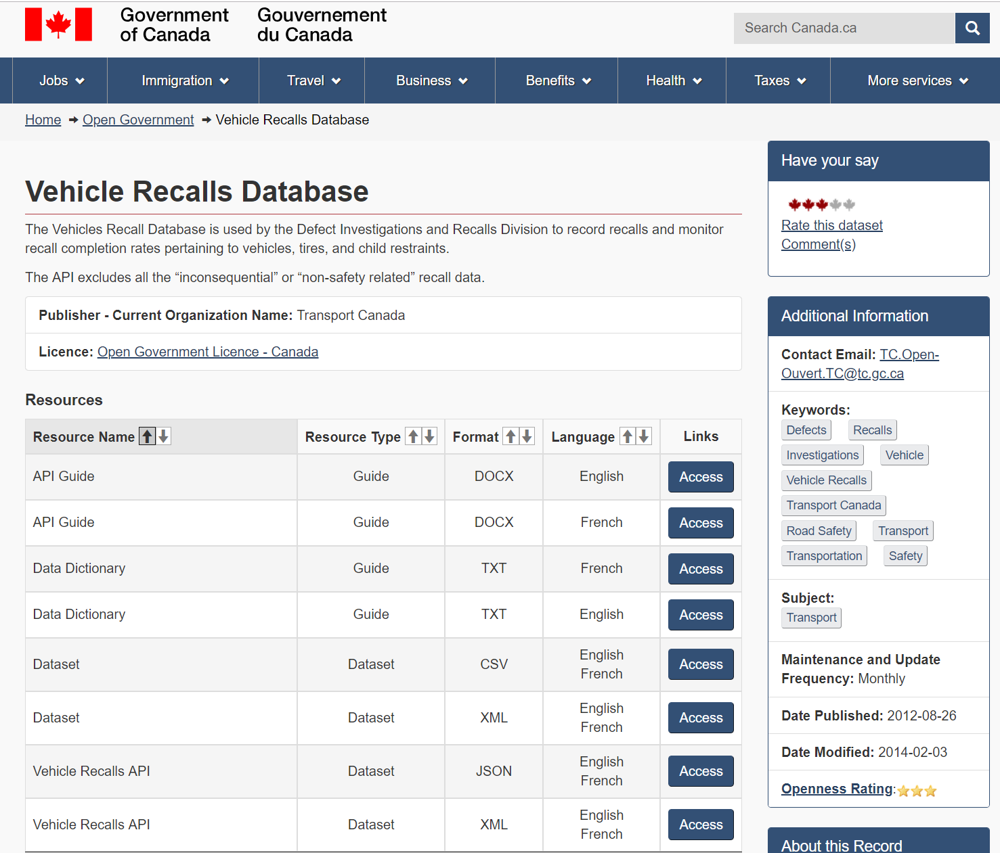 Government
of Canada
Gouvernement
du Canada
Search Canada.ca
Jobs
Immigration
Travel
Business
Benefits
Health
Taxes
More services
Home
Open Government
Vehicle Recalls Database
Vehicle Recalls Database
The Vehicles Recall Database is used by the Defect Investigations and Recalls Division to record recalls and monitor
recall completion rates pertaining to vehicles, tires, and child restraints.
The API excludes all the “inconsequential” or “non-safety related” recall data.
Publisher - Current Organization Name: Transport Canada
Licence: Open Government Licence - Canada
Resources
Resource Name Resource Type Format Language Links
API Guide Guide DOCX English Access
API Guide Guide DOCX French Access
Data Dictionary Guide TXT French Access
Data Dictionary Guide TXT English Access
Dataset Dataset CSV English
French Access
Dataset Dataset XML English
French Access
Vehicle Recalls API Dataset JSON English
French Access
Vehicle Recalls API Dataset XML English
French Access
Have your say
Rate this dataset
Comment(s)
Additional Information
Contact Email: TC.Open-
Ouvert.TC@tc.gc.ca
Keywords:
Defects Recalls
Investigations Vehicle
Vehicle Recalls
Transport Canada
Road Safety Transport
Transportation Safety
Subject:
Transport
Maintenance and Update
Frequency: Monthly
Date Published: 2012-08-26
Date Modified: 2014-02-03
Openness Rating:
About this Record